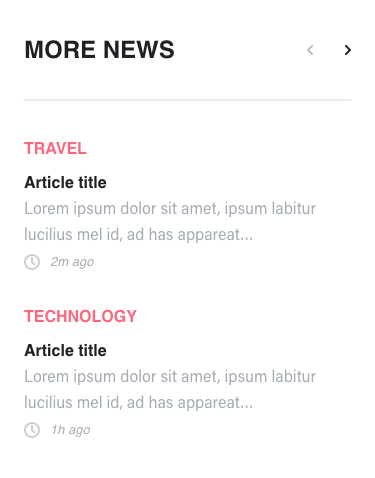 MORE NEWS
TRAVEL
Article title
Lorem ipsum dolor sit amet, ipsum labitur
lucilius mel id, ad has appareat...
2m ago
TECHNOLOGY
Article title
Lorem ipsum dolor sit amet, ipsum labitur
lucilius mel id, ad has appareat...
1h ago